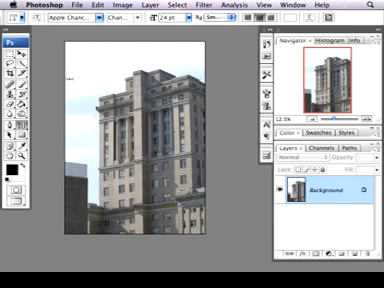 Photoshop File Edit Image Layer Select Filter Analysis View Window Help
Apple Chanc... Chan... T 24 pt aa Sm...
Ps
Navigator × Histogram Info
12.5%
Color × Swatches Styles
Layers × Channels Paths
Normal Opacity:
Lock: Fill:
Background